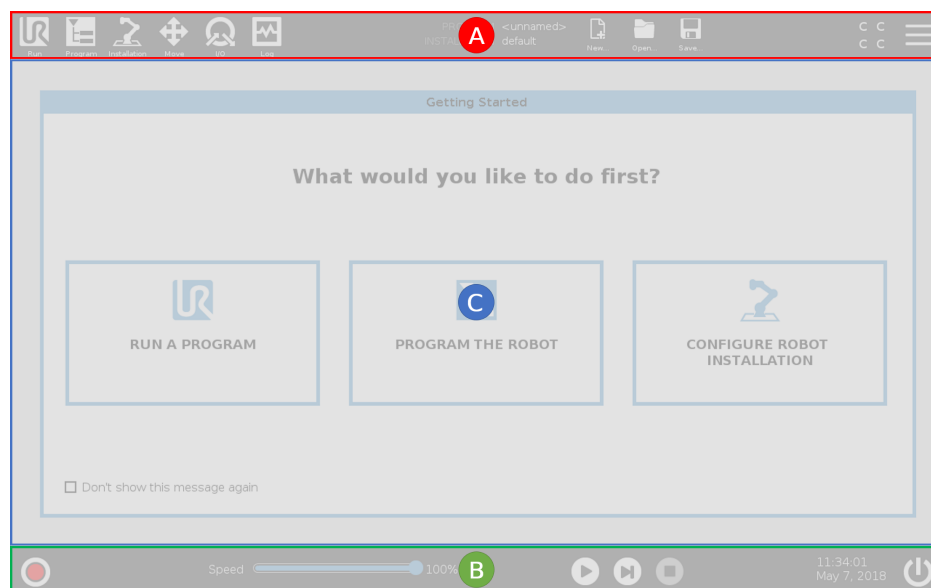 A
<unnamed>
default
Run
Program
Installation
Move
I/O
Log
New...
Open...
Save...
C C
C C
Getting Started
What would you like to do first?
C
RUN A PROGRAM
PROGRAM THE ROBOT
CONFIGURE ROBOT
INSTALLATION
Don't show this message again
Speed
100%
B
11:34:01
May 7, 2018